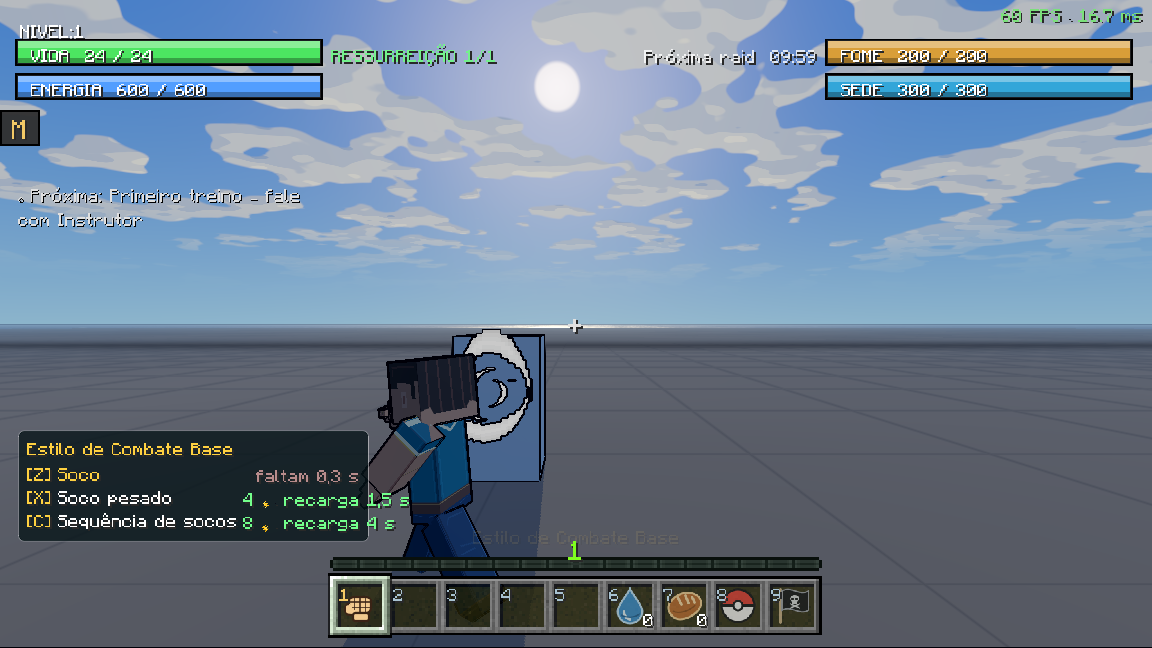 60 FPS . 16.7 ms
NIVEL:1
VIDA 24 / 24
RESSURREIÇÃO 1/1
Próxima raid 09:59
FOME 200 / 200
ENERGIA 600 / 600
SEDE 300 / 300
M
Próxima: Primeiro treino - fale
com Instrutor
Estilo de Combate Base
[Z] Soco faltam 0,3 s
[X] Soco pesado 4 recarga 1,5 s
[C] Sequência de socos 8 recarga 4 s
Estilo de Combate Base
1
1 2 3 4 5 6 7 8 9
0 0